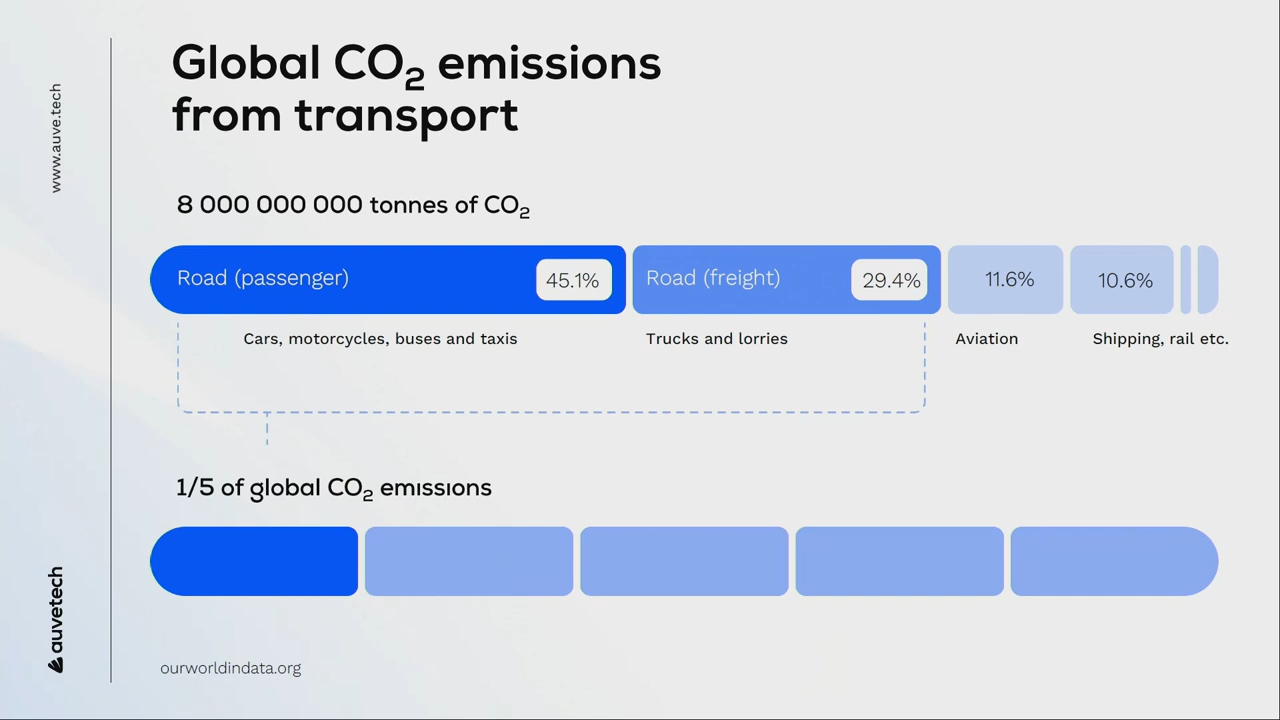 Global CO₂ emissions
from transport
8 000 000 000 tonnes of CO₂
Road (passenger) 45.1% Road (freight) 29.4% 11.6% 10.6%
Cars, motorcycles, buses and taxis Trucks and lorries Aviation Shipping, rail etc.
1/5 of global CO₂ emissions
ourworldindata.org
www.auve.tech
auvetech